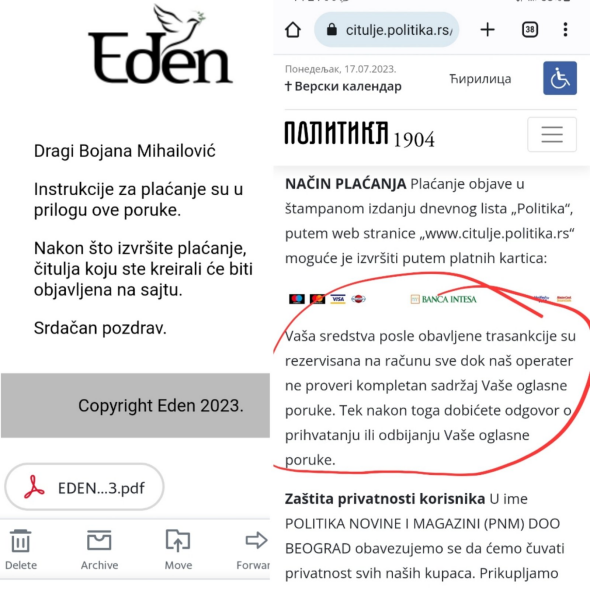 Eden
Dragi Bojana Mihailović
Instrukcije za plaćanje su u
prilogu ove poruke.
Nakon što izvršite plaćanje,
čitulja koju ste kreirali će biti
objavljena na sajtu.
Srdačan pozdrav.
Copyright Eden 2023.
EDEN...3.pdf
Delete
Archive
Move
Forwar
citulje.politika.rs/
38
Понедељак, 17.07.2023.
† Верски календар
Ћирилица
ПОЛИТИКА 1904
NAČIN PLAĆANJA Plaćanje objave u
štampanom izdanju dnevnog lista „Politika“,
putem web stranice „www.citulje.politika.rs“
moguće je izvršiti putem platnih kartica:
VISA
BANCA INTESA
Vaša sredstva posle obavljene trasankcije su
rezervisana na računu sve dok naš operater
ne proveri kompletan sadržaj Vaše oglasne
poruke. Tek nakon toga dobićete odgovor o
prihvatanju ili odbijanju Vaše oglasne
poruke.
Zaštita privatnosti korisnika U ime
POLITIKA NOVINE I MAGAZINI (PNM) DOO
BEOGRAD obavezujemo se da ćemo čuvati
privatnost svih naših kupaca. Prikupljamo